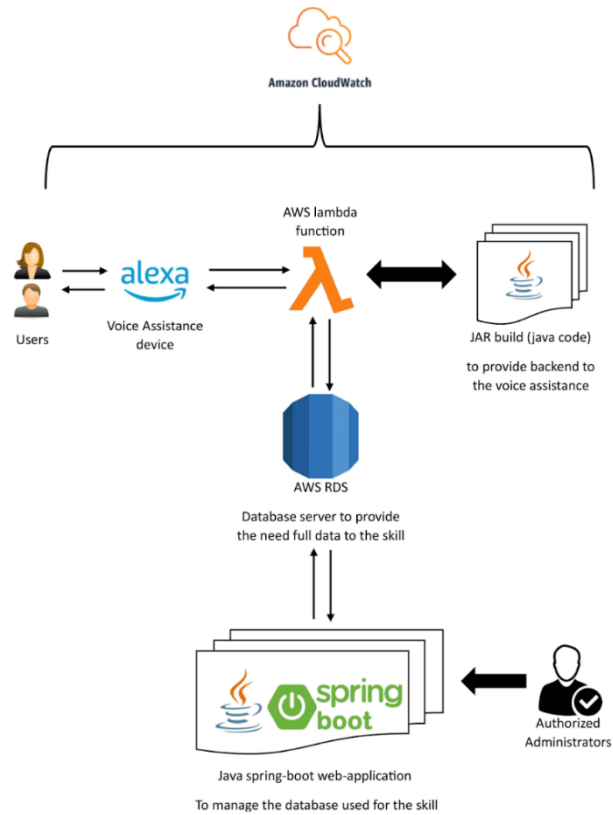 Amazon CloudWatch
AWS lambda
function
alexa
Users
Voice Assistance
device
JAR build (java code)
to provide backend to
the voice assistance
AWS RDS
Database server to provide
the need full data to the skill
spring
boot
Authorized
Administrators
Java spring-boot web-application
To manage the database used for the skill